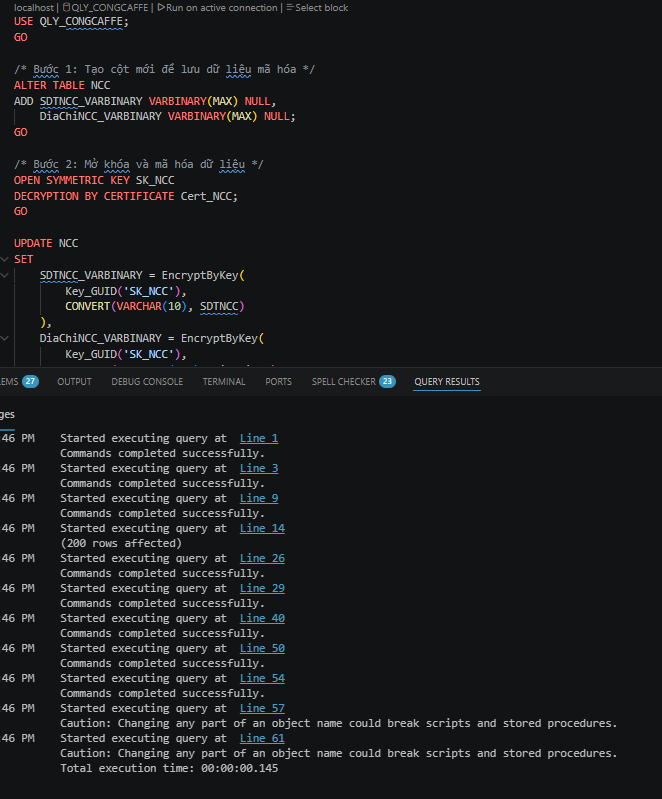 localhost | QLY_CONGCAFFE | Run on active connection | Select block
USE QLY_CONGCAFFE;
GO
/* Bước 1: Tạo cột mới để lưu dữ liệu mã hóa */
ALTER TABLE NCC
ADD SDTNCC_VARBINARY VARBINARY(MAX) NULL,
DiaChiNCC_VARBINARY VARBINARY(MAX) NULL;
GO
/* Bước 2: Mở khóa và mã hóa dữ liệu */
OPEN SYMMETRIC KEY SK_NCC
DECRYPTION BY CERTIFICATE Cert_NCC;
GO
UPDATE NCC
SET
SDTNCC_VARBINARY = EncryptByKey(
Key_GUID('SK_NCC'),
CONVERT(VARCHAR(10), SDTNCC)
),
DiaChiNCC_VARBINARY = EncryptByKey(
Key_GUID('SK_NCC'),
EMS 27 OUTPUT DEBUG CONSOLE TERMINAL PORTS SPELL CHECKER 23 QUERY RESULTS
ges
:46 PM Started executing query at Line 1
Commands completed successfully.
:46 PM Started executing query at Line 3
Commands completed successfully.
:46 PM Started executing query at Line 9
Commands completed successfully.
:46 PM Started executing query at Line 14
(200 rows affected)
:46 PM Started executing query at Line 26
Commands completed successfully.
:46 PM Started executing query at Line 29
Commands completed successfully.
:46 PM Started executing query at Line 40
Commands completed successfully.
:46 PM Started executing query at Line 50
Commands completed successfully.
:46 PM Started executing query at Line 54
Commands completed successfully.
:46 PM Started executing query at Line 57
Caution: Changing any part of an object name could break scripts and stored procedures.
:46 PM Started executing query at Line 61
Caution: Changing any part of an object name could break scripts and stored procedures.
Total execution time: 00:00:00.145